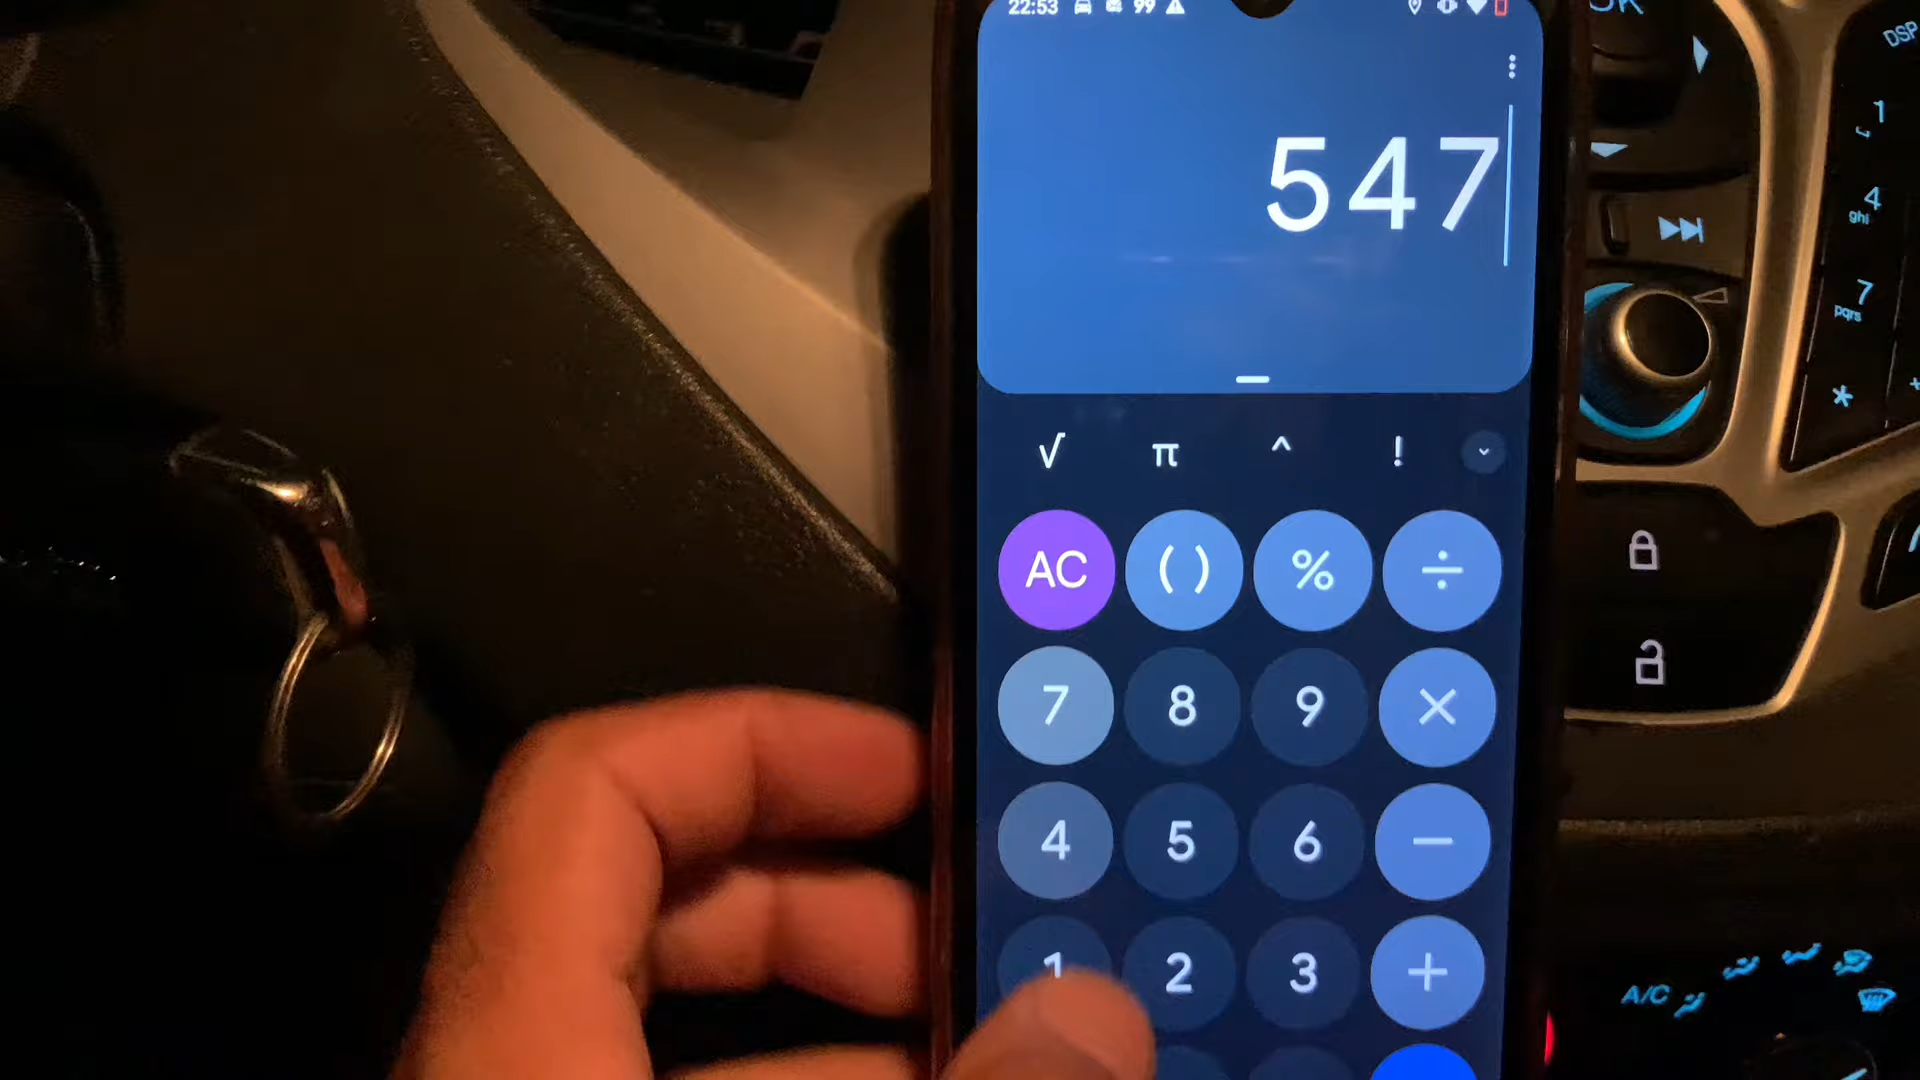 22:53 99
547
√ π ^ !
AC ( ) % ÷
7 8 9 ×
4 5 6 −
1 2 3 +
DSP
1
4
ghi
7
pqrs
*
A/C